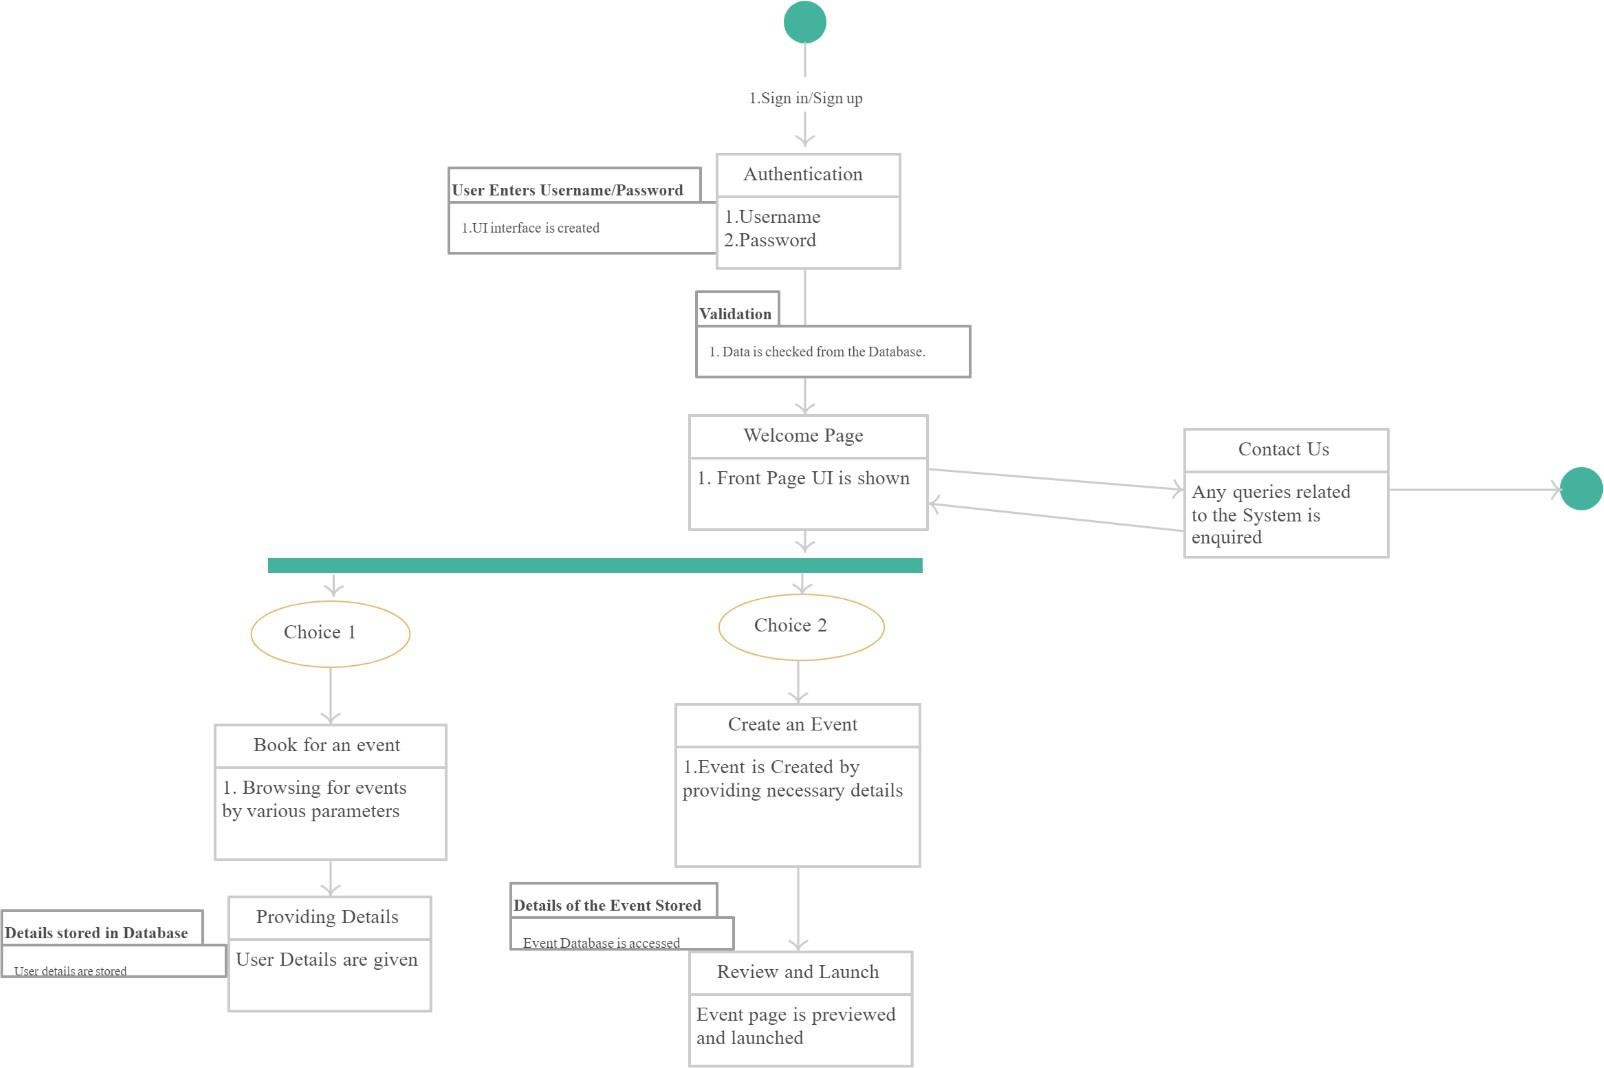 1.Sign in/Sign up
Authentication
1.Username
2.Password
User Enters Username/Password
1.UI interface is created
Validation
1. Data is checked from the Database.
Welcome Page
1. Front Page UI is shown
Contact Us
Any queries related
to the System is
enquired
Choice 1
Choice 2
Book for an event
1. Browsing for events
by various parameters
Create an Event
1.Event is Created by
providing necessary details
Details stored in Database
User details are stored
Providing Details
User Details are given
Details of the Event Stored
Event Database is accessed
Review and Launch
Event page is previewed
and launched